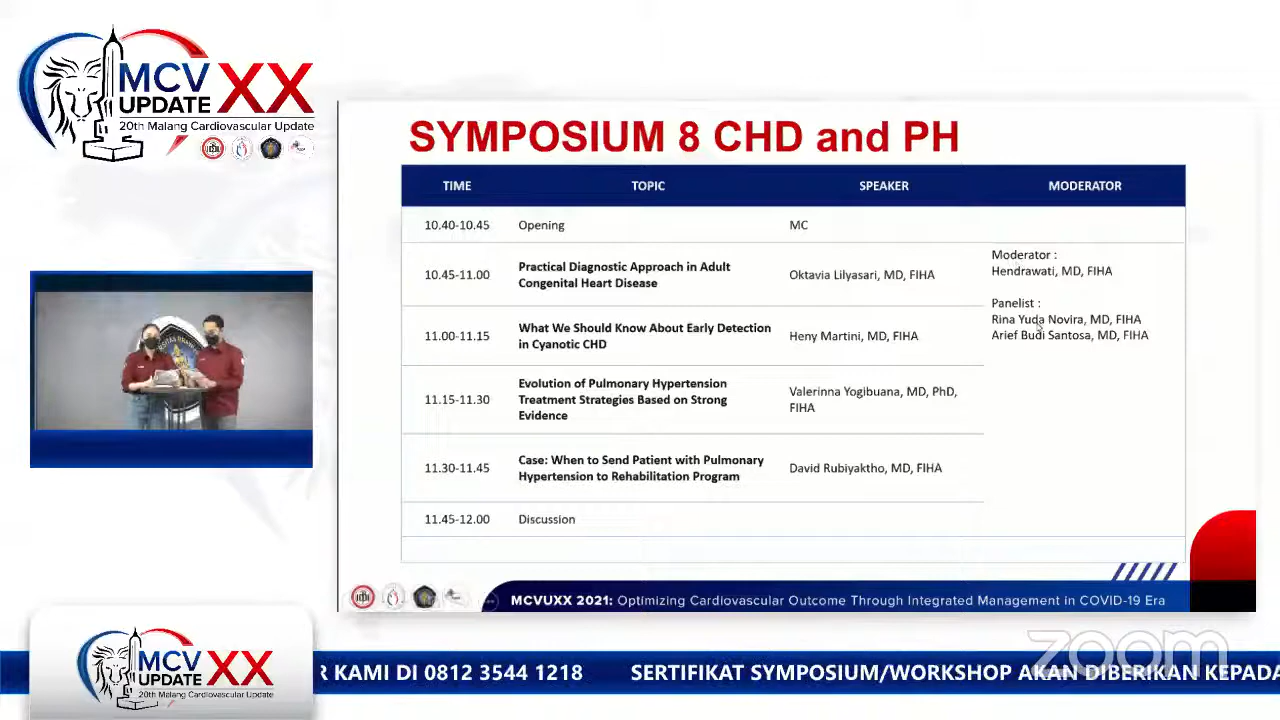 MCV
UPDATE
XX
20th Malang Cardiovascular Update
SYMPOSIUM 8 CHD and PH
TIME TOPIC SPEAKER MODERATOR
10.40-10.45 Opening MC
10.45-11.00 Practical Diagnostic Approach in Adult
Congenital Heart Disease
Oktavia Lilyasari, MD, FIHA
Moderator :
Hendrawati, MD, FIHA
Panelist :
Rina Yuda Novira, MD, FIHA
Arief Budi Santosa, MD, FIHA
11.00-11.15 What We Should Know About Early Detection
in Cyanotic CHD
Heny Martini, MD, FIHA
11.15-11.30 Evolution of Pulmonary Hypertension
Treatment Strategies Based on Strong
Evidence
Valerinna Yogibuana, MD, PhD,
FIHA
11.30-11.45 Case: When to Send Patient with Pulmonary
Hypertension to Rehabilitation Program
David Rubiyaktho, MD, FIHA
11.45-12.00 Discussion
MCVUXX 2021: Optimizing Cardiovascular Outcome Through Integrated Management in COVID-19 Era
zoom
MCV
UPDATE
XX
20th Malang Cardiovascular Update
R KAMI DI 0812 3544 1218 SERTIFIKAT SYMPOSIUM/WORKSHOP AKAN DIBERIKAN KEPADA